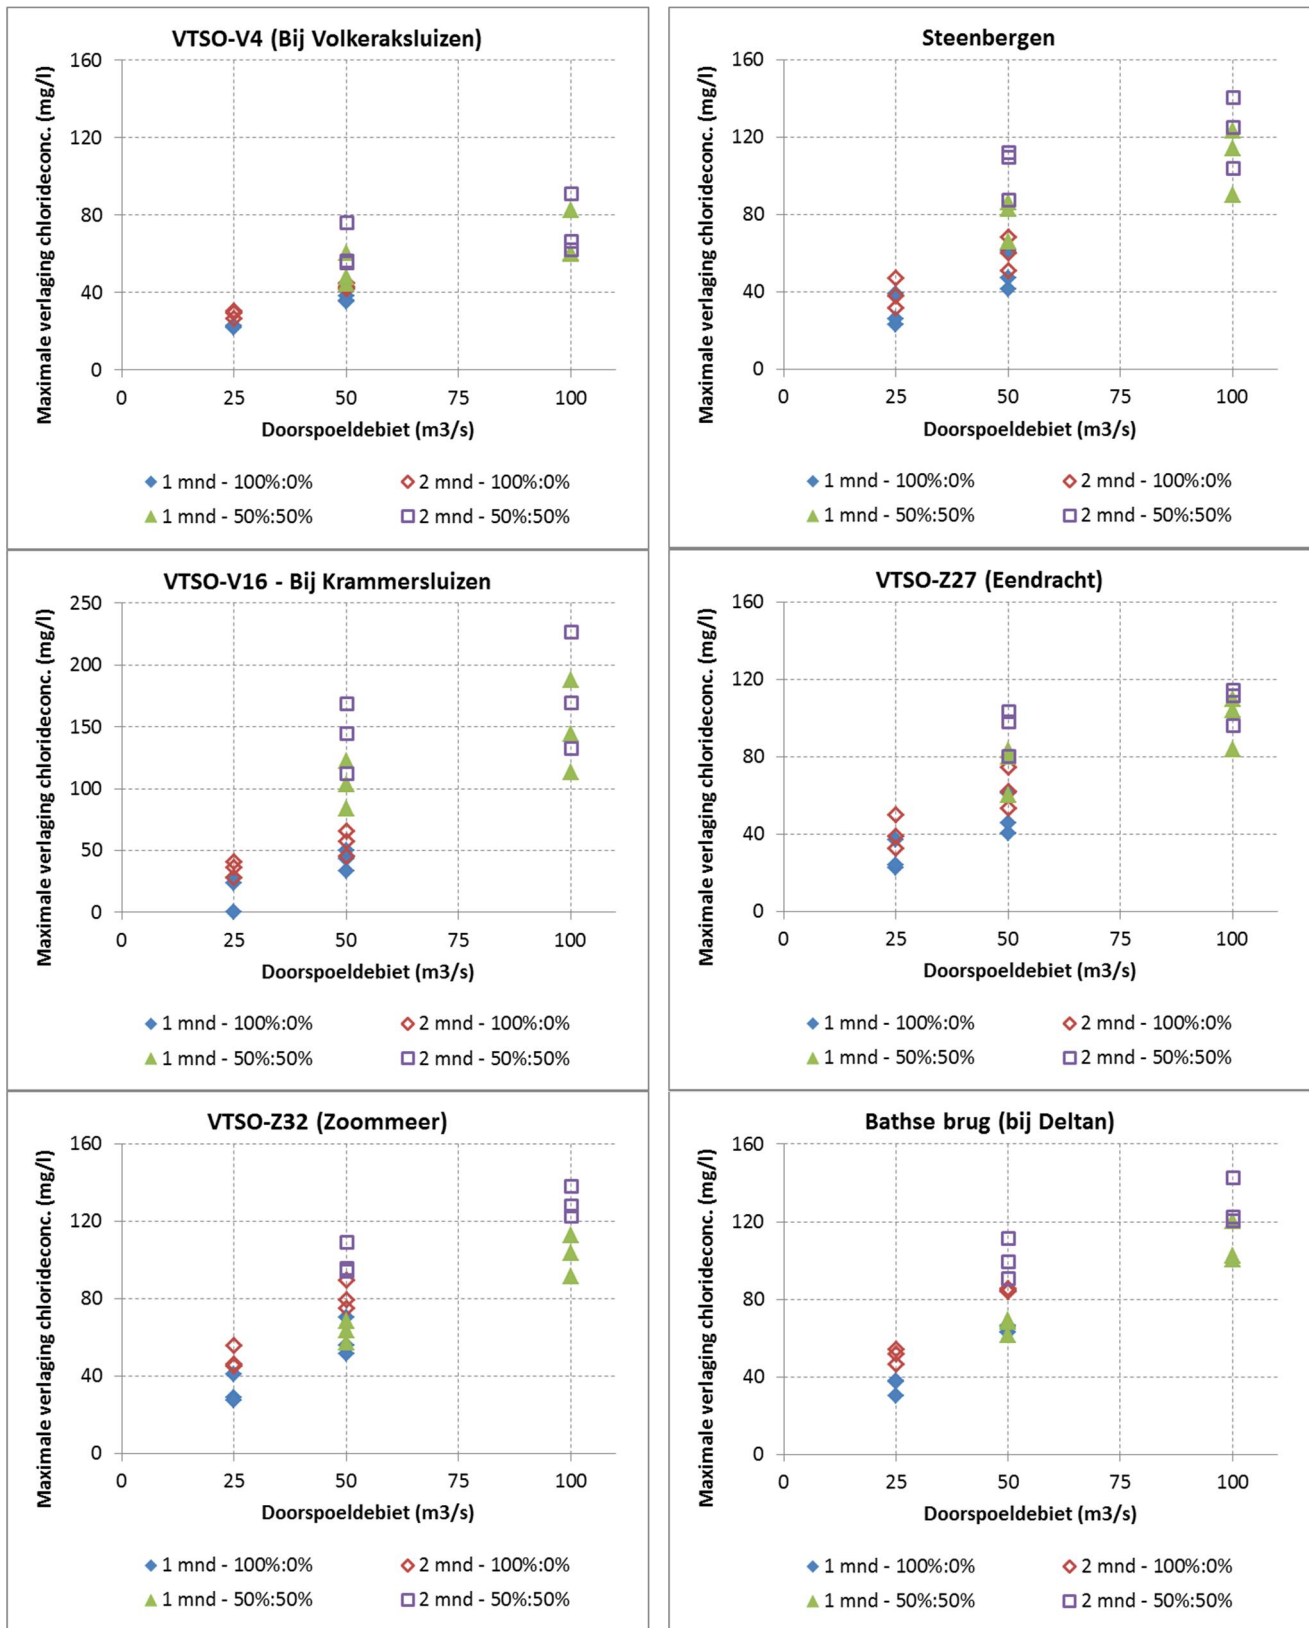 VTSO-V4 (Bij Volkeraksluizen)
Maximale verlaging chlorideconc. (mg/l)
160
120
80
40
0
0 25 50 75 100
Doorspoeldebiet (m3/s)
1 mnd - 100%:0% 2 mnd - 100%:0%
1 mnd - 50%:50% 2 mnd - 50%:50%
Steenbergen
Maximale verlaging chlorideconc. (mg/l)
160
120
80
40
0
0 25 50 75 100
Doorspoeldebiet (m3/s)
1 mnd - 100%:0% 2 mnd - 100%:0%
1 mnd - 50%:50% 2 mnd - 50%:50%
VTSO-V16 - Bij Krammersluizen
Maximale verlaging chlorideconc. (mg/l)
250
200
150
100
50
0
0 25 50 75 100
Doorspoeldebiet (m3/s)
1 mnd - 100%:0% 2 mnd - 100%:0%
1 mnd - 50%:50% 2 mnd - 50%:50%
VTSO-Z27 (Eendracht)
Maximale verlaging chlorideconc. (mg/l)
160
120
80
40
0
0 25 50 75 100
Doorspoeldebiet (m3/s)
1 mnd - 100%:0% 2 mnd - 100%:0%
1 mnd - 50%:50% 2 mnd - 50%:50%
VTSO-Z32 (Zoommeer)
Maximale verlaging chlorideconc. (mg/l)
160
120
80
40
0
0 25 50 75 100
Doorspoeldebiet (m3/s)
1 mnd - 100%:0% 2 mnd - 100%:0%
1 mnd - 50%:50% 2 mnd - 50%:50%
Bathse brug (bij Deltan)
Maximale verlaging chlorideconc. (mg/l)
160
120
80
40
0
0 25 50 75 100
Doorspoeldebiet (m3/s)
1 mnd - 100%:0% 2 mnd - 100%:0%
1 mnd - 50%:50% 2 mnd - 50%:50%